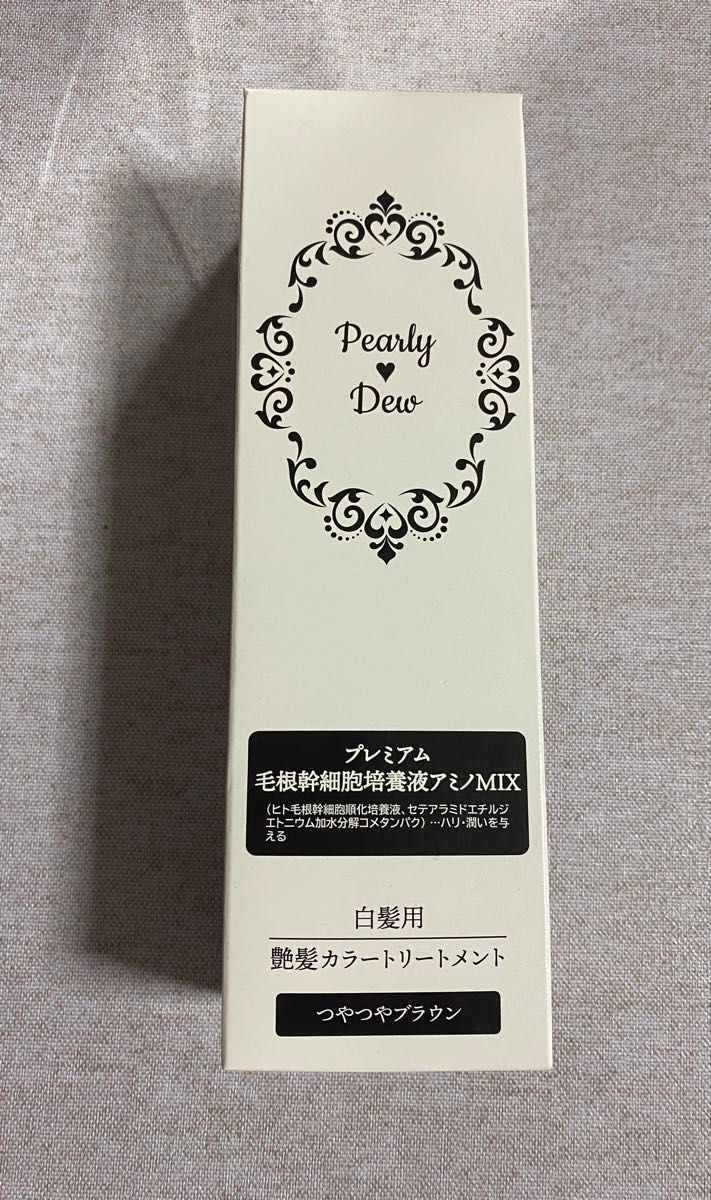 Pearly
♥
Dew
プレミアム
毛根幹細胞培養液アミノMIX
（ヒト毛根幹細胞順化培養液、セテアラミドエチルジ
エトニウム加水分解コメタンパク）…ハリ・潤いを与
える
白髪用
艶髪カラートリートメント
つやつやブラウン